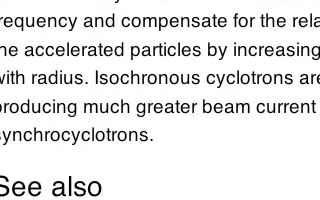 requency and compensate for the rela
he accelerated particles by increasing
with radius. Isochronous cyclotrons are
producing much greater beam current
synchrocyclotrons.
See also